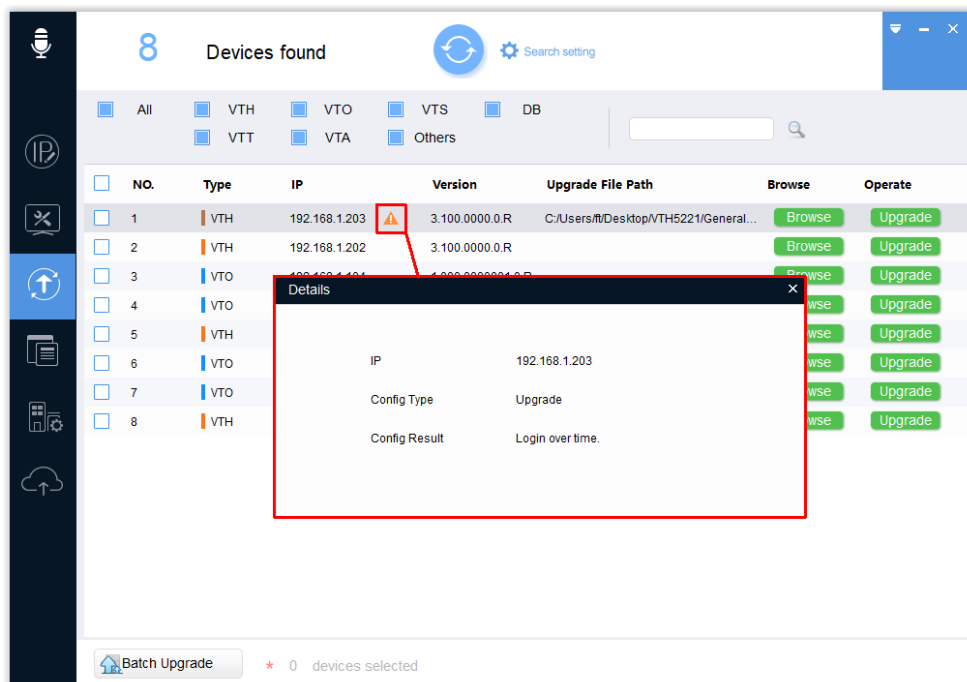 8 Devices found Search setting
All VTH VTO VTS DB
VTT VTA Others
NO. Type IP Version Upgrade File Path Browse Operate
1 VTH 192.168.1.203 3.100.0000.0.R C:/Users/ft/Desktop/VTH5221/General... Browse Upgrade
2 VTH 192.168.1.202 3.100.0000.0.R Browse Upgrade
3 VTO Browse Upgrade
4 VTO Upgrade
5 VTH Upgrade
6 VTO Upgrade
7 VTO Upgrade
8 VTH Upgrade
Details
IP 192.168.1.203
Config Type Upgrade
Config Result Login over time.
Batch Upgrade * 0 devices selected